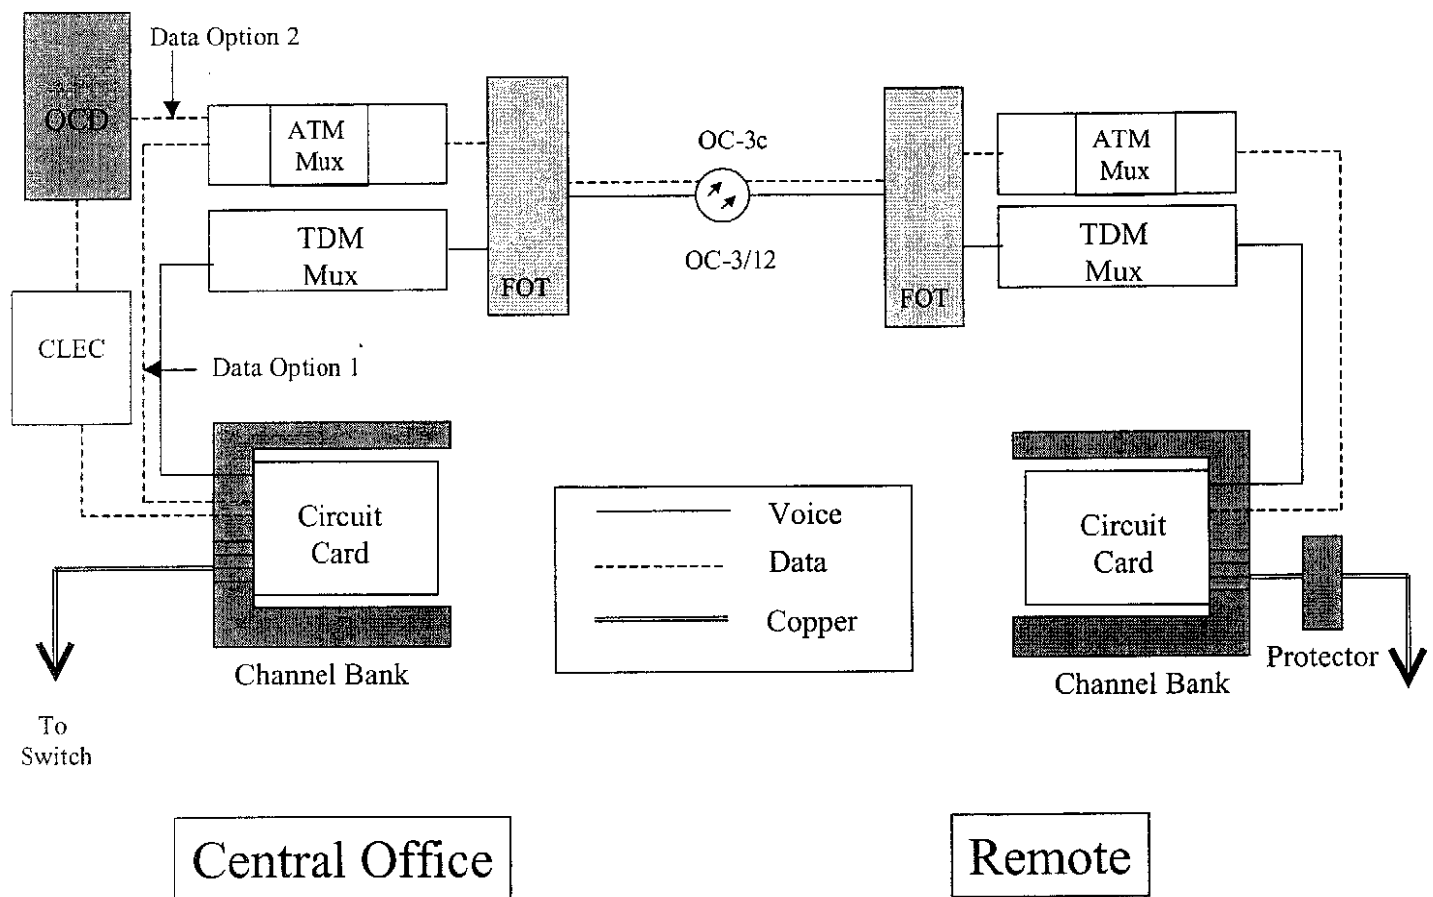 Data Option 2
OCD
ATM
Mux
TDM
Mux
FOT
OC-3c
OC-3/12
FOT
ATM
Mux
TDM
Mux
CLEC
Data Option 1
Circuit
Card
Channel Bank
To
Switch
Voice
Data
Copper
Circuit
Card
Channel Bank
Protector
Central Office
Remote